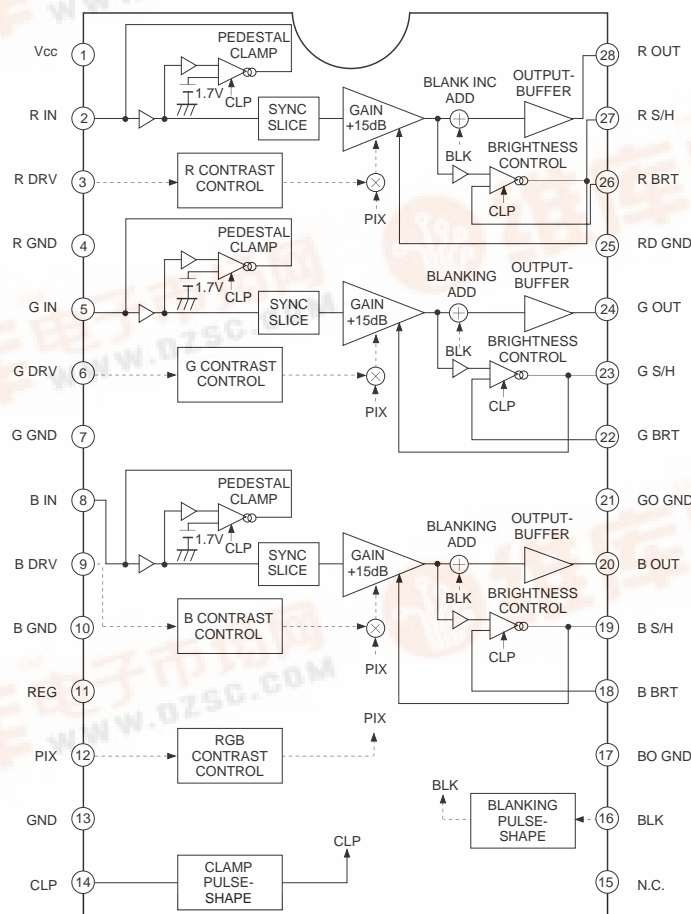 Vcc 1
28 R OUT
PEDESTAL
CLAMP
1.7V
CLP
BLANK INC
ADD
OUTPUT-
BUFFER
R IN 2
SYNC
SLICE
GAIN
+15dB
27 R S/H
BLK
BRIGHTNESS
CONTROL
R DRV 3
R CONTRAST
CONTROL
PIX
CLP
26 R BRT
R GND 4
25 RD GND
PEDESTAL
CLAMP
1.7V
CLP
BLANKING
ADD
OUTPUT-
BUFFER
G IN 5
SYNC
SLICE
GAIN
+15dB
24 G OUT
BLK
BRIGHTNESS
CONTROL
G DRV 6
G CONTRAST
CONTROL
PIX
CLP
23 G S/H
G GND 7
22 G BRT
B IN 8
21 GO GND
PEDESTAL
CLAMP
1.7V
CLP
BLANKING
ADD
OUTPUT-
BUFFER
B DRV 9
SYNC
SLICE
GAIN
+15dB
20 B OUT
BLK
BRIGHTNESS
CONTROL
B GND 10
B CONTRAST
CONTROL
PIX
CLP
19 B S/H
REG 11
18 B BRT
PIX
PIX 12
RGB
CONTRAST
CONTROL
17 BO GND
BLK
GND 13
BLANKING
PULSE-
SHAPE
16 BLK
CLP
CLP 14
CLAMP
PULSE-
SHAPE
15 N.C.
WWW.DZSC.COM
WWW.DZSC.COM